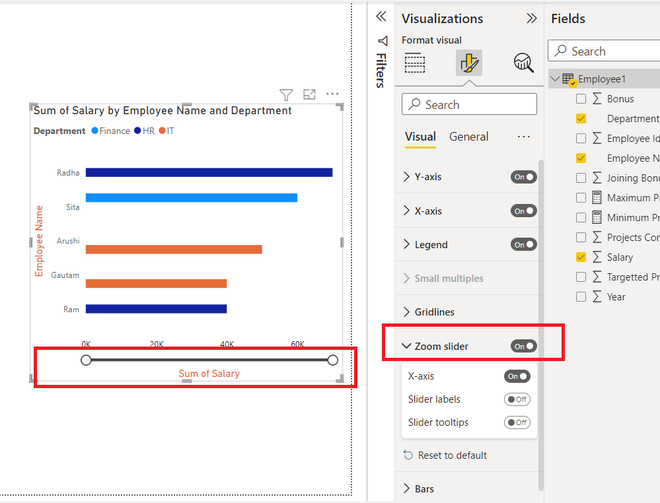 Sum of Salary by Employee Name and Department
Department Finance HR IT
Employee Name
Radha
Sita
Arushi
Gautam
Ram
0K 20K 40K 60K
Sum of Salary
Filters
Visualizations
Format visual
Search
Visual General
Y-axis On
X-axis On
Legend On
Small multiples
Gridlines
Zoom slider On
X-axis On
Slider labels Off
Slider tooltips Off
Reset to default
Bars
Fields
Search
Employee1
Bonus
Department
Employee Id
Employee N
Joining Bonu
Maximum Pr
Minimum Pr
Projects Con
Salary
Targetted Pr
Year